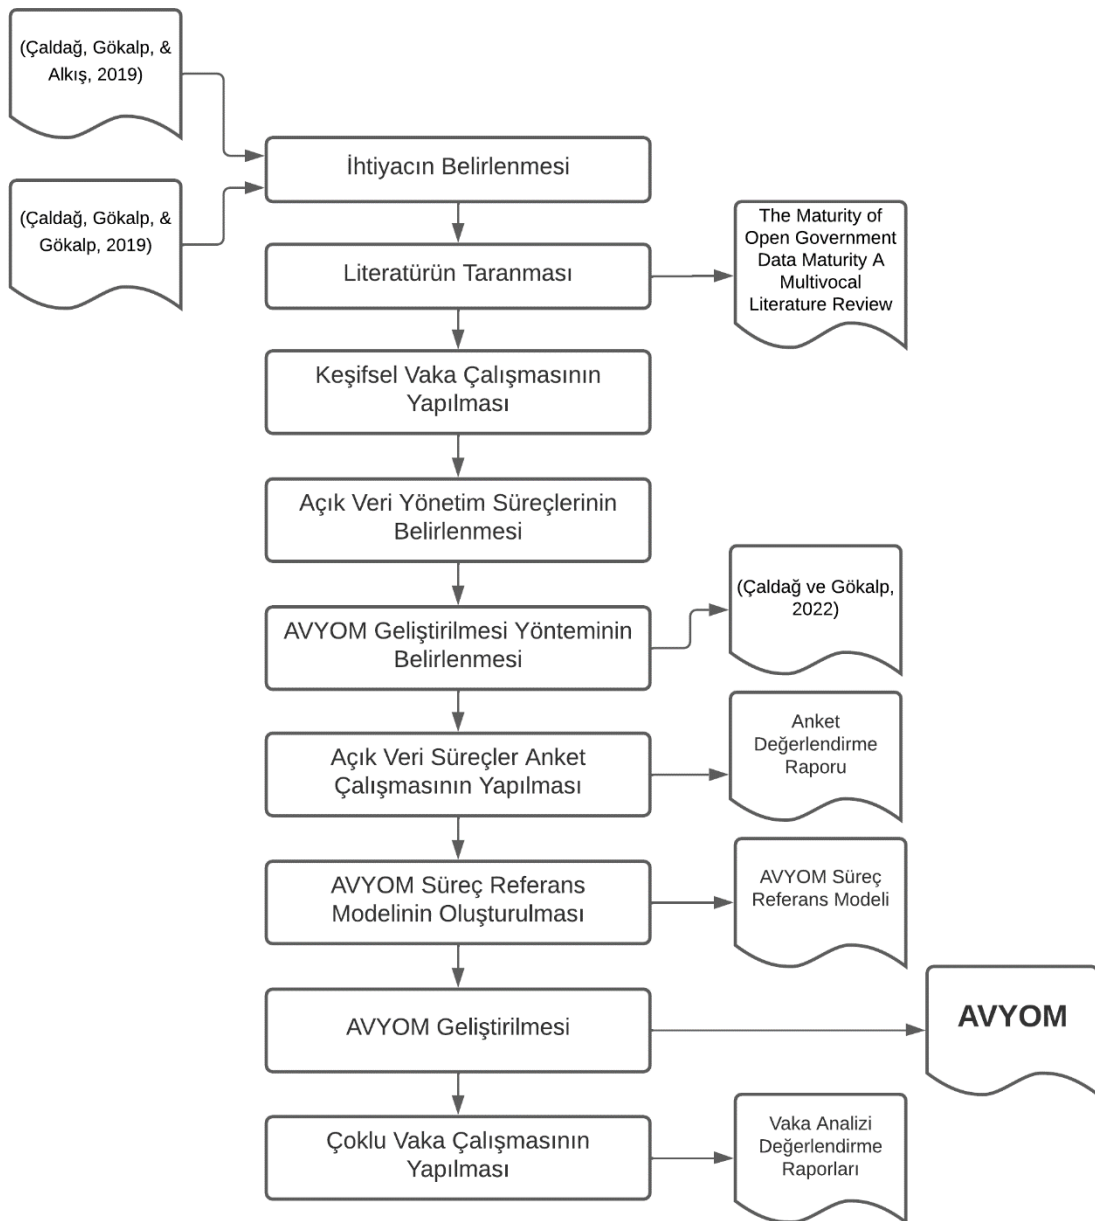 (Çaldağ, Gökalp, &
Alkış, 2019)
İhtiyacın Belirlenmesi
(Çaldağ, Gökalp, &
Gökalp, 2019)
Literatürün Taranması
The Maturity of
Open Government
Data Maturity A
Multivocal
Literature Review
Keşifsel Vaka Çalışmasının
Yapılması
Açık Veri Yönetim Süreçlerinin
Belirlenmesi
AVYOM Geliştirilmesi Yönteminin
Belirlenmesi
(Çaldağ ve Gökalp,
2022)
Açık Veri Süreçler Anket
Çalışmasının Yapılması
Anket
Değerlendirme
Raporu
AVYOM Süreç Referans
Modelinin Oluşturulması
AVYOM Süreç
Referans Modeli
AVYOM Geliştirilmesi
AVYOM
Çoklu Vaka Çalışmasının
Yapılması
Vaka Analizi
Değerlendirme
Raporları